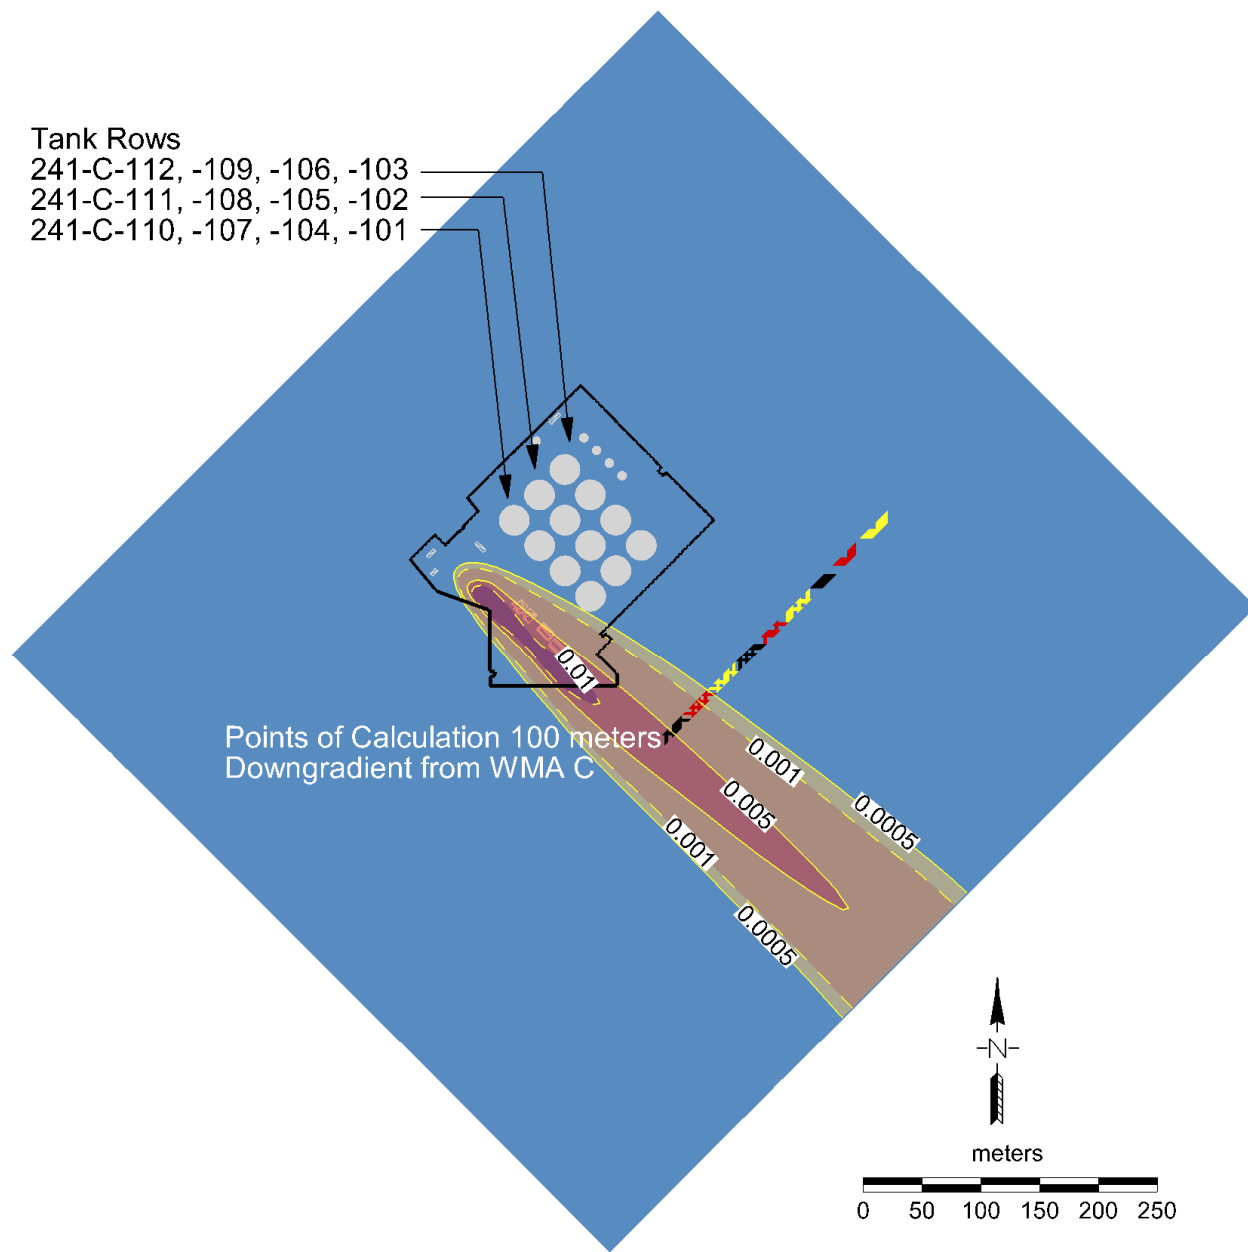 Tank Rows
241-C-112, -109, -106, -103
241-C-111, -108, -105, -102
241-C-110, -107, -104, -101
0.01
Points of Calculation 100 meters
Downgradient from WMA C
0.001
0.005
0.0005
0.001
0.0005
-N-
meters
0 50 100 150 200 250